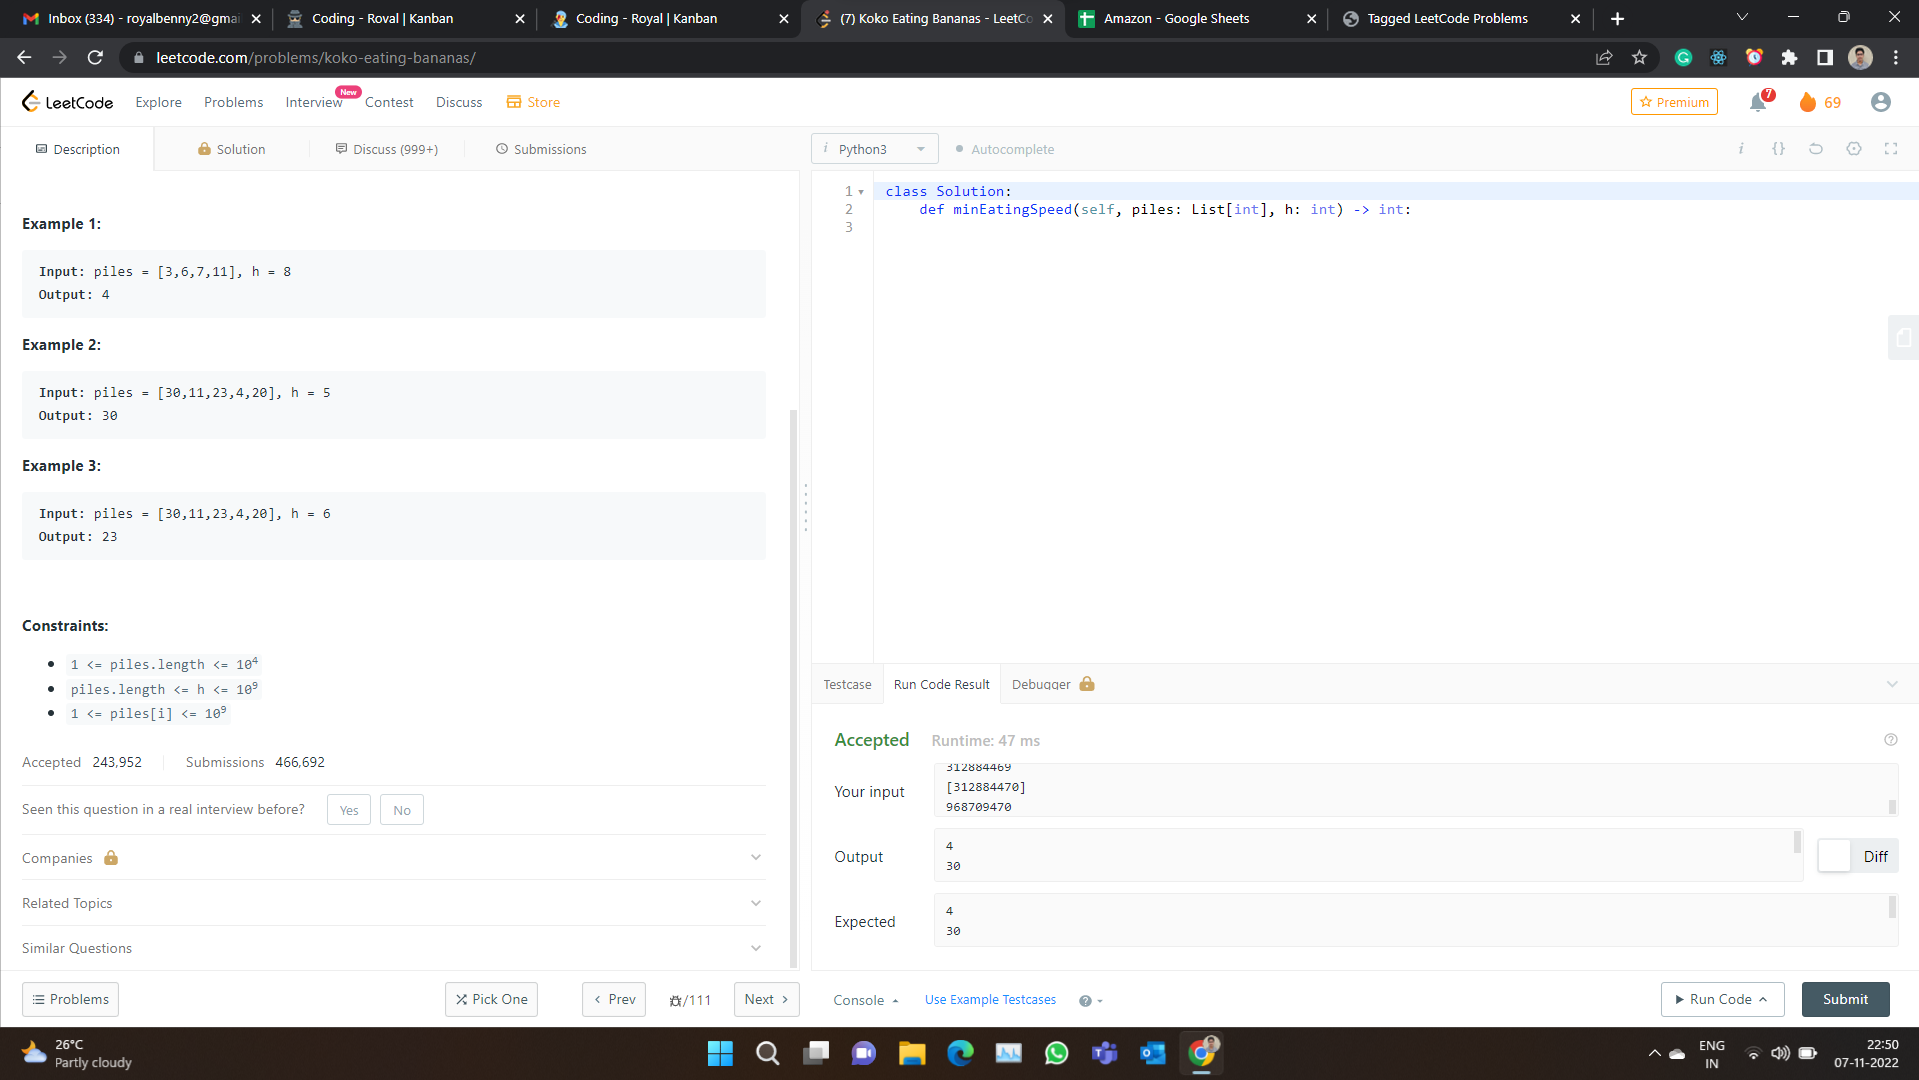 Inbox (334) - royalbenny2@gmai
Coding - Royal | Kanban
Coding - Royal | Kanban
(7) Koko Eating Bananas - LeetCo
Amazon - Google Sheets
Tagged LeetCode Problems
leetcode.com/problems/koko-eating-bananas/
LeetCode
Explore
Problems
Interview
New
Contest
Discuss
Store
Premium
7
69
Description
Solution
Discuss (999+)
Submissions
i Python3
Autocomplete
i {}
Example 1:
Input: piles = [3,6,7,11], h = 8
Output: 4
Example 2:
Input: piles = [30,11,23,4,20], h = 5
Output: 30
Example 3:
Input: piles = [30,11,23,4,20], h = 6
Output: 23
Constraints:
1 <= piles.length <= 10⁴
piles.length <= h <= 10⁹
1 <= piles[i] <= 10⁹
Accepted 243,952
Submissions 466,692
Seen this question in a real interview before?
Yes
No
Companies
Related Topics
Similar Questions
Problems
Pick One
Prev
/111
Next
1 class Solution:
2 def minEatingSpeed(self, piles: List[int], h: int) -> int:
3
Testcase
Run Code Result
Debugger
Accepted
Runtime: 47 ms
Your input
312884469
[312884470]
968709470
Output
4
30
Diff
Expected
4
30
Console
Use Example Testcases
Run Code
Submit
26°C
Partly cloudy
ENG
IN
22:50
07-11-2022